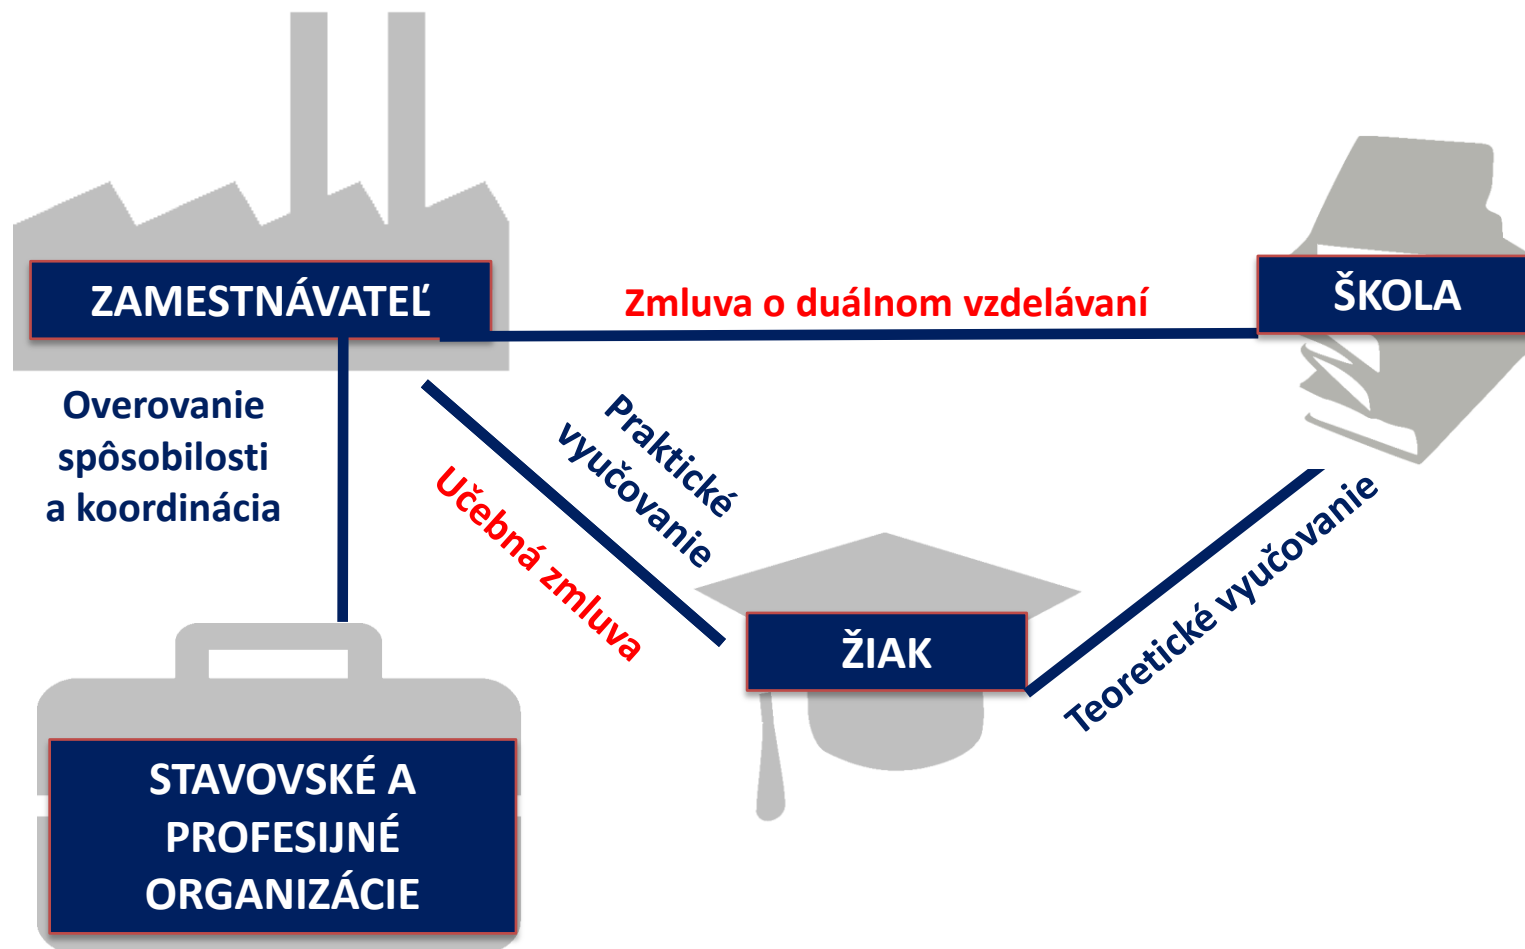 ZAMESTNÁVATEĽ
Zmluva o duálnom vzdelávaní
ŠKOLA
Overovanie
spôsobilosti
a koordinácia
Praktické
vyučovanie
Učebná zmluva
Teoretické vyučovanie
ŽIAK
STAVOVSKÉ A
PROFESIJNÉ
ORGANIZÁCIE